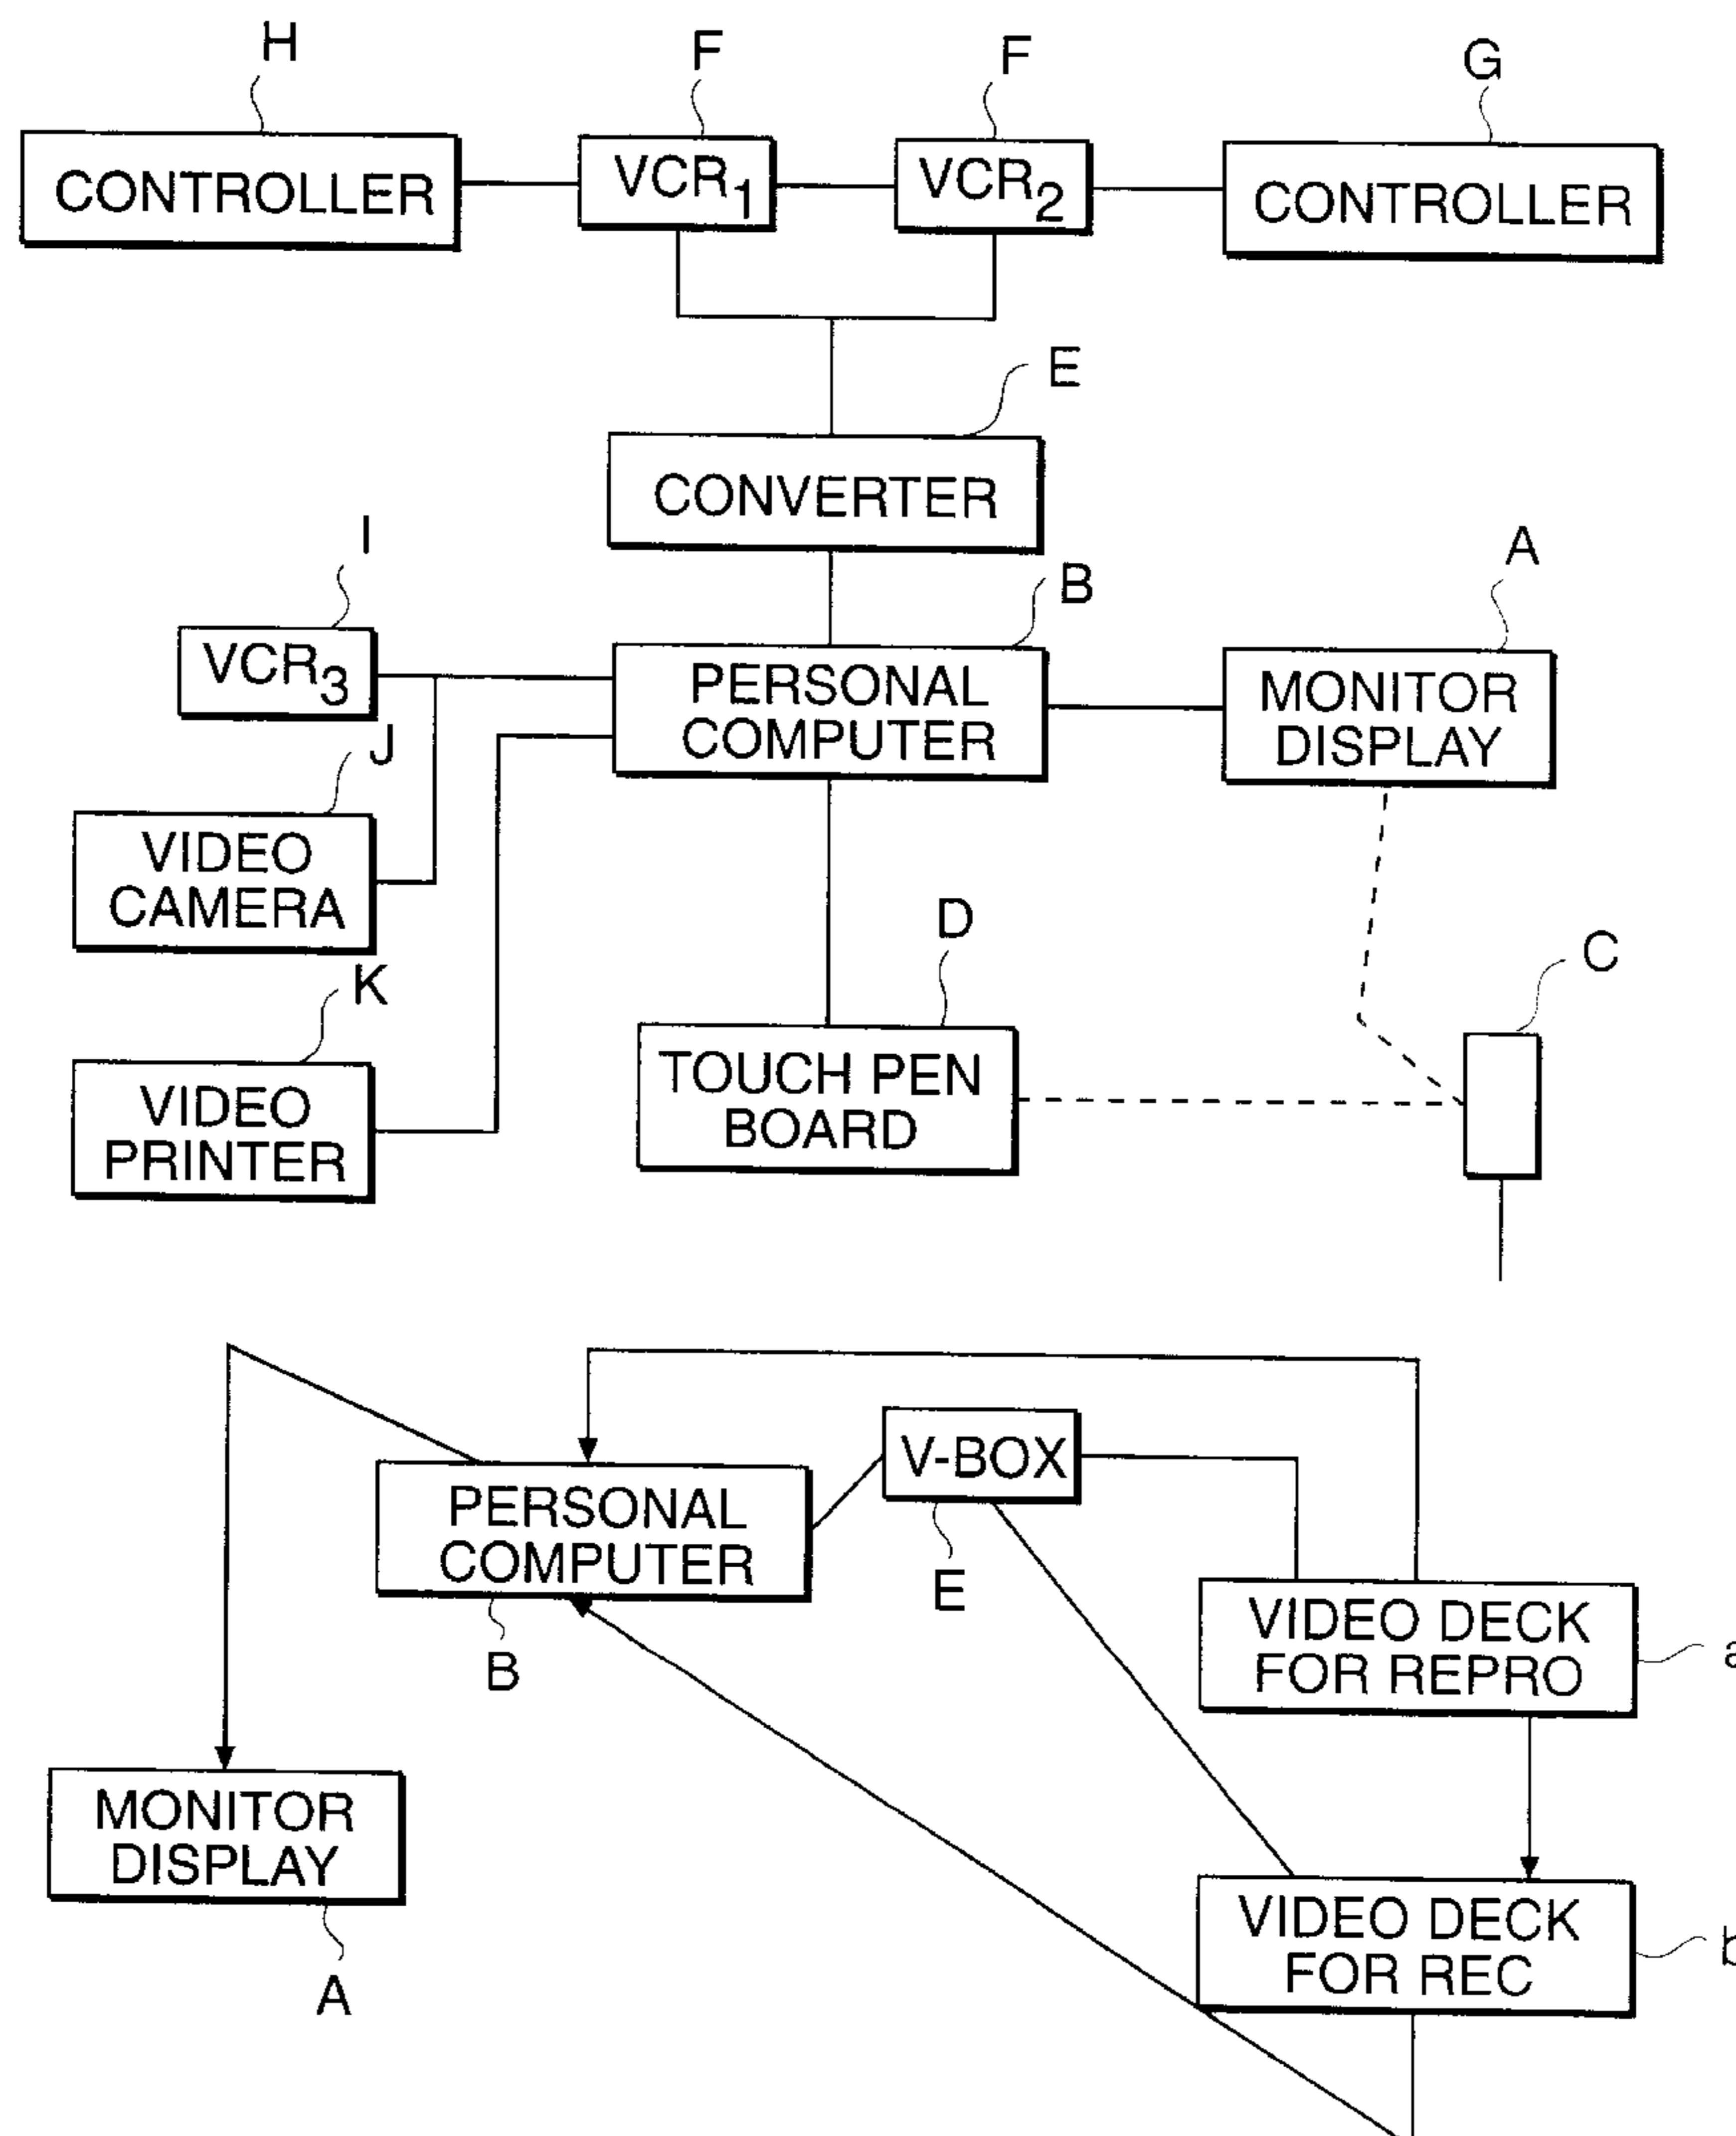 H
F
F
G
CONTROLLER
VCR1
VCR2
CONTROLLER
E
CONVERTER
I
A
B
VCR3
PERSONAL
COMPUTER
MONITOR
DISPLAY
J
VIDEO
CAMERA
D
C
K
TOUCH PEN
BOARD
VIDEO
PRINTER
V-BOX
PERSONAL
COMPUTER
E
B
VIDEO DECK
FOR REPRO
a
MONITOR
DISPLAY
A
VIDEO DECK
FOR REC
b